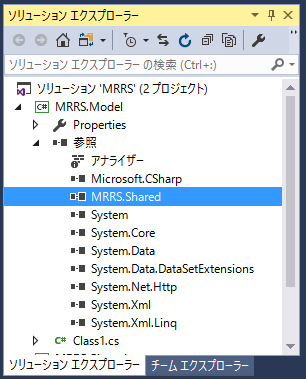 ソリューション エクスプローラー
ソリューション エクスプローラー の検索 (Ctrl+:)
ソリューション 'MRRS' (2 プロジェクト)
C# MRRS.Model
Properties
参照
アナライザー
Microsoft.CSharp
MRRS.Shared
System
System.Core
System.Data
System.Data.DataSetExtensions
System.Net.Http
System.Xml
System.Xml.Linq
C# Class1.cs
ソリューション エクスプローラー チーム エクスプローラー